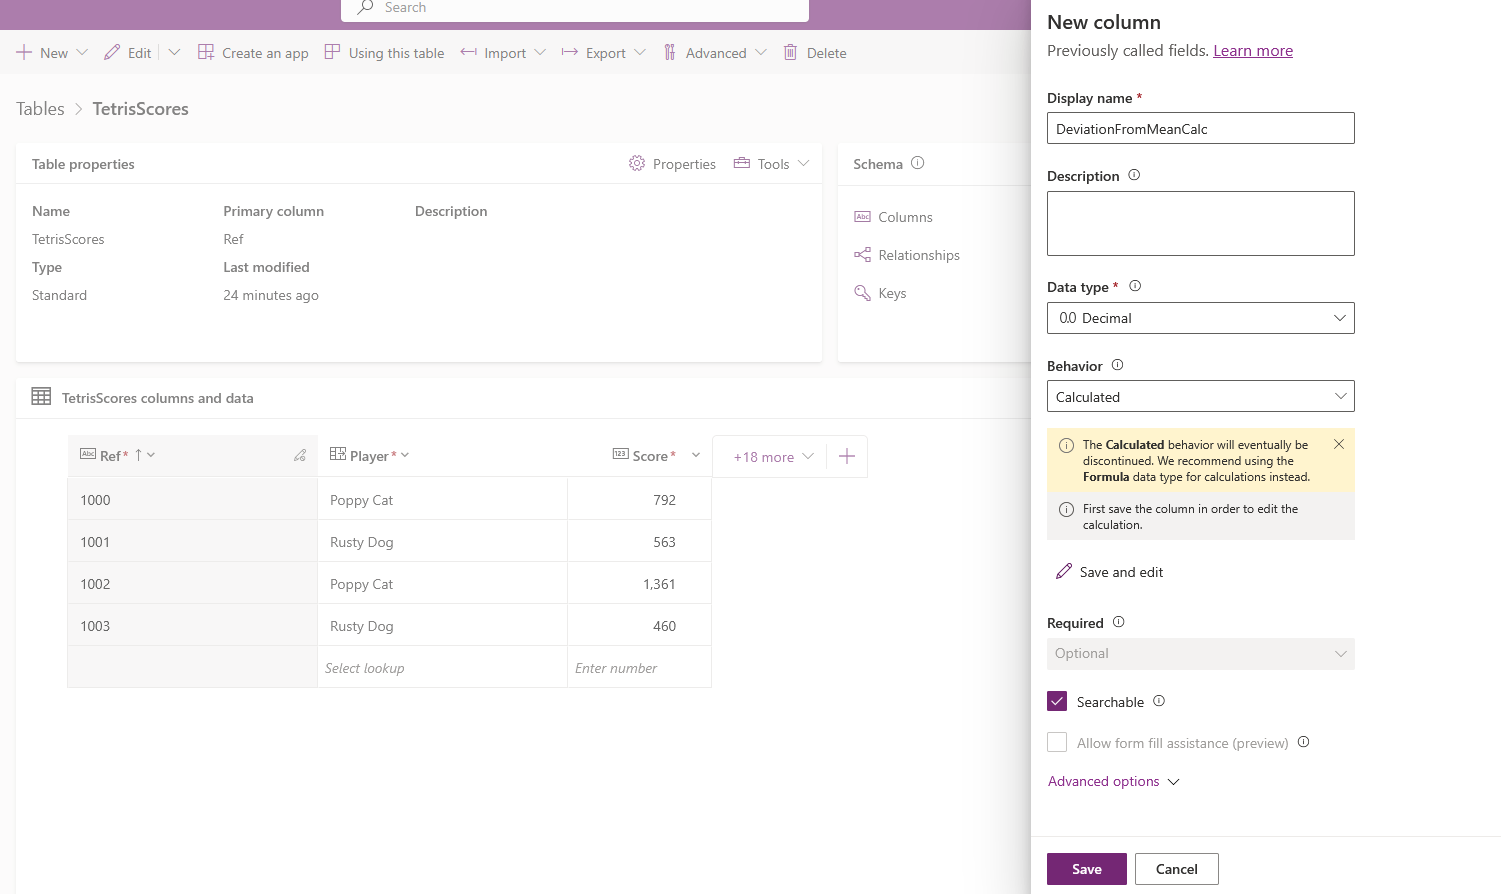 Search
New
Edit
Create an app
Using this table
Import
Export
Advanced
Delete
Tables > TetrisScores
Table properties
Properties
Tools
Name
Primary column
Description
TetrisScores
Ref
Type
Last modified
Standard
24 minutes ago
Schema
Columns
Relationships
Keys
TetrisScores columns and data
Abc Ref* ↑
Player*
123 Score*
+18 more
1000 Poppy Cat 792
1001 Rusty Dog 563
1002 Poppy Cat 1,361
1003 Rusty Dog 460
Select lookup Enter number
New column
Previously called fields. Learn more
Display name *
DeviationFromMeanCalc
Description
Data type *
0.0 Decimal
Behavior
Calculated
The Calculated behavior will eventually be
discontinued. We recommend using the
Formula data type for calculations instead.
First save the column in order to edit the
calculation.
Save and edit
Required
Optional
Searchable
Allow form fill assistance (preview)
Advanced options
Save
Cancel